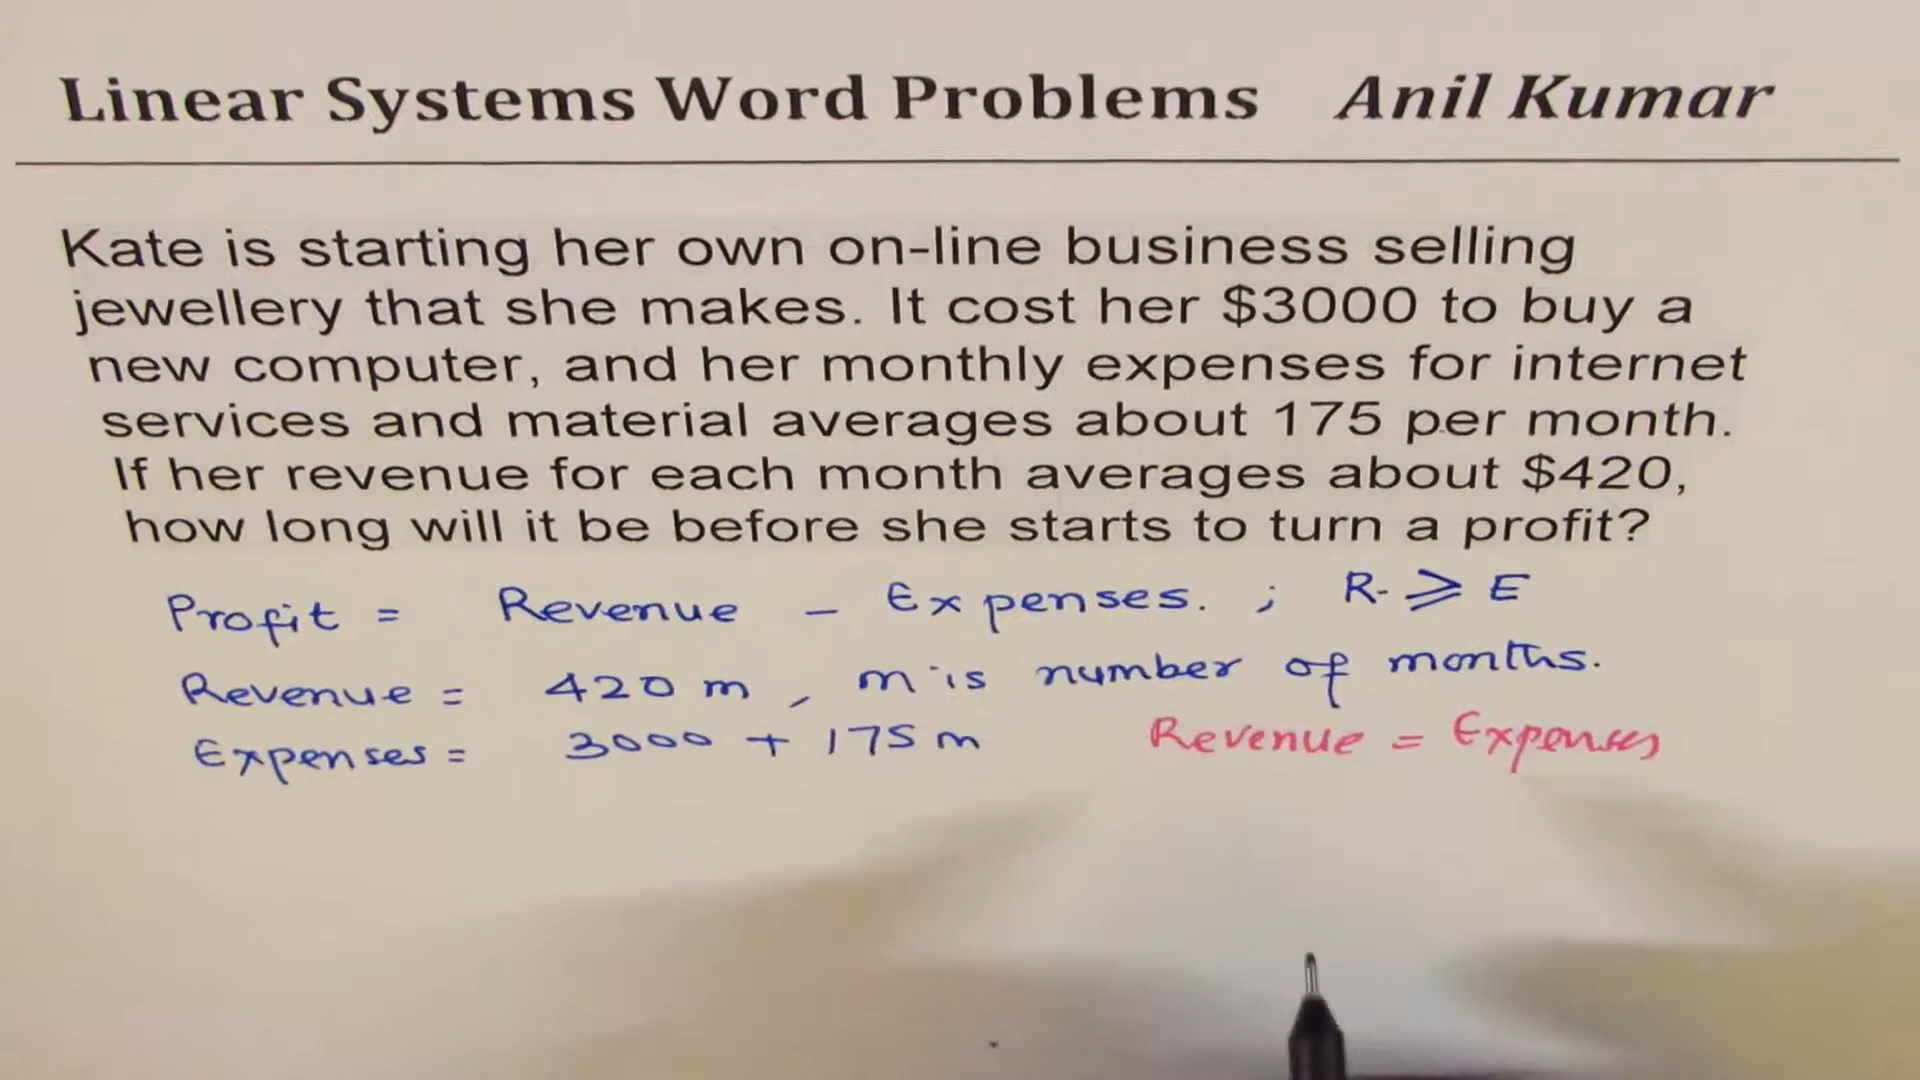 Linear Systems Word Problems Anil Kumar
Kate is starting her own on-line business selling
jewellery that she makes. It cost her $3000 to buy a
new computer, and her monthly expenses for internet
services and material averages about 175 per month.
If her revenue for each month averages about $420,
how long will it be before she starts to turn a profit?
Profit = Revenue - Expenses. ; R ⩾ E
Revenue = 420 m, m is number of months.
Expenses = 3000 + 175 m Revenue = Expenses